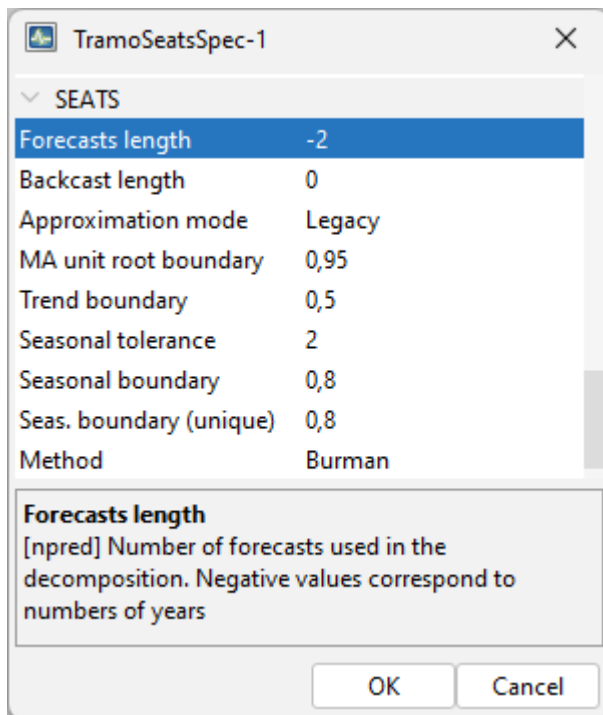 TramoSeatsSpec-1
SEATS
Forecasts length -2
Backcast length 0
Approximation mode Legacy
MA unit root boundary 0,95
Trend boundary 0,5
Seasonal tolerance 2
Seasonal boundary 0,8
Seas. boundary (unique) 0,8
Method Burman
Forecasts length
[npred] Number of forecasts used in the
decomposition. Negative values correspond to
numbers of years
OK Cancel